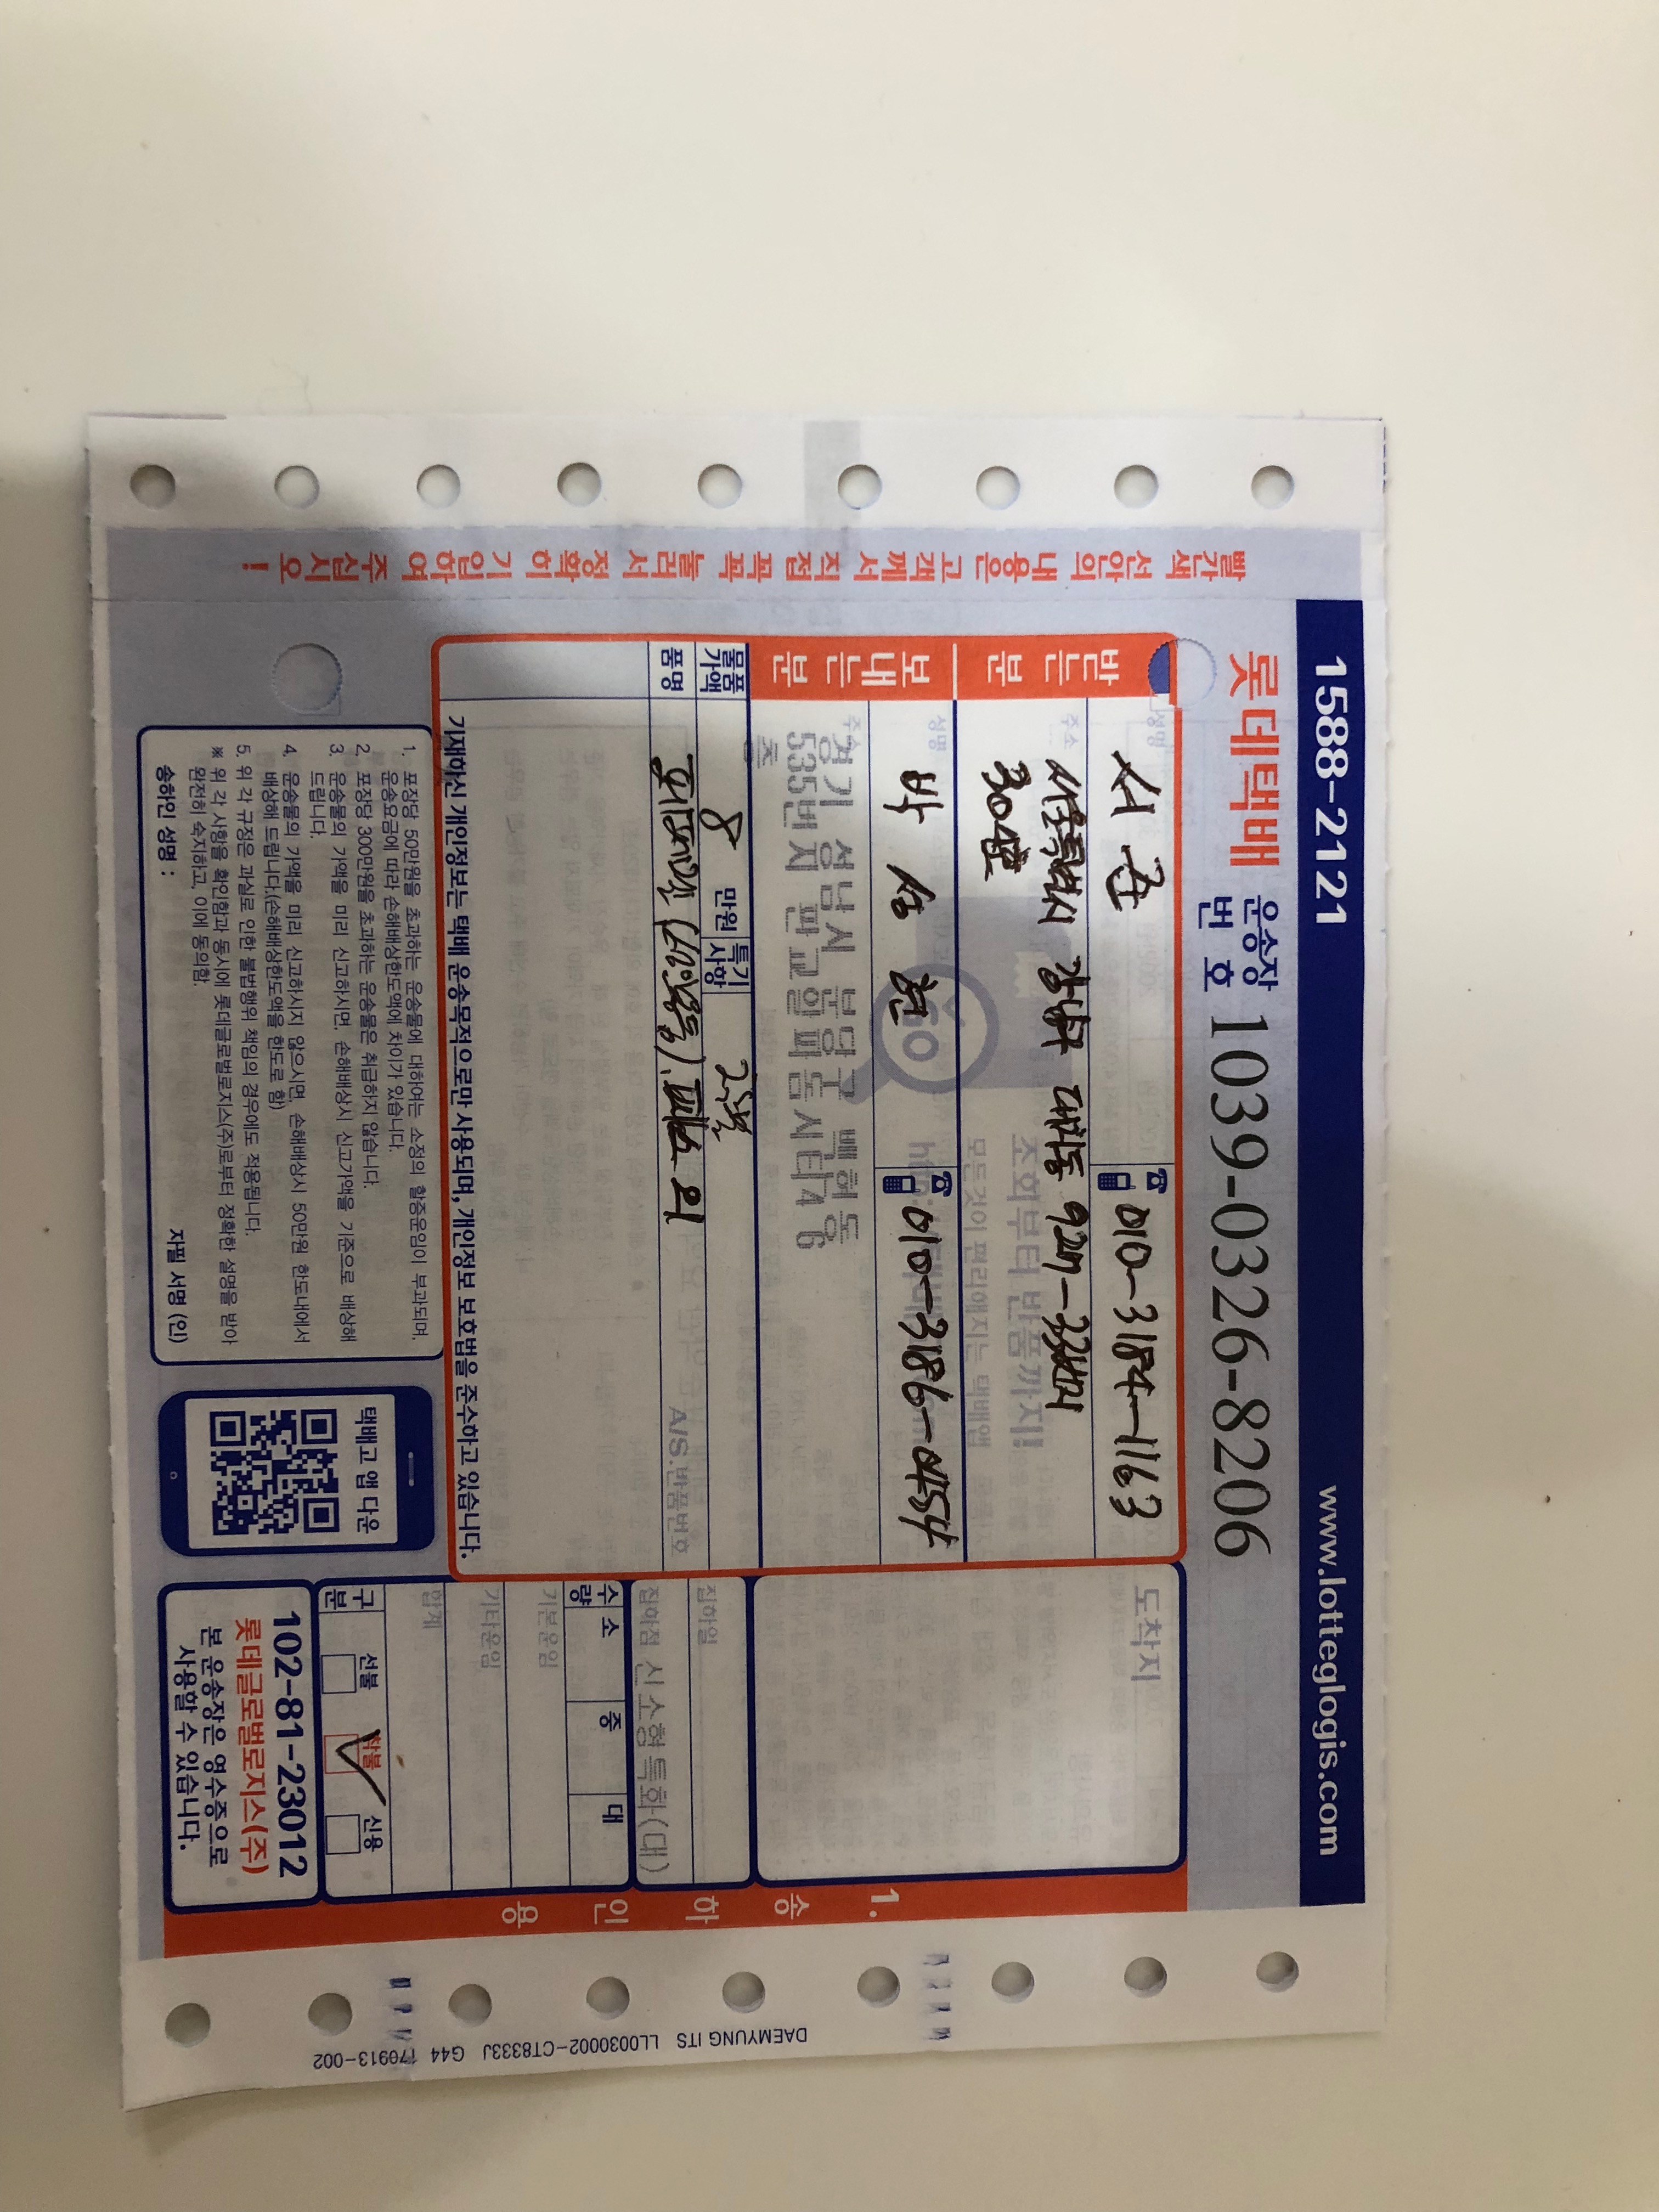 1588-2121
www.lotteglogis.com
롯데택배
운송장
번 호
1039-0326-8206
빨간색 선안의 내용은 고객께서 직접 꼭꼭 눌러서 정확히 기입하여 주십시오!
받는 분
성명
서 준
010-3184-1163
주소
서울특별시 강남구 대치동 927-23번지
304호
도착지
보내는 분
성명
박 성 현
010-3186-0454
주소
경기 성남시 분당구 백현동
535번지 판교알파돔시티4 6
층
물품
가액
8
만원
특기
사항
품명
A/S.반품번호
기재하신 개인정보는 택배 운송목적으로만 사용되며, 개인정보 보호법을 준수하고 있습니다.
집하일
집하점
신소형특화(대)
수량
소
중
대
기본운임
기타운임
합계
구분
선불
착불
신용
1. 포장당 50만원을 초과하는 운송물에 대하여는 소정의 할증운임이 부과되며,
운송요금에 따라 손해배상한도액에 차이가 있습니다.
2. 포장당 300만원을 초과하는 운송물은 취급하지 않습니다.
3. 운송물의 가액을 미리 신고하시면 손해배상시 신고가액을 기준으로 배상해
드립니다.
4. 운송물의 가액을 미리 신고하시지 않으시면, 손해배상시 50만원 한도내에서
배상해 드립니다.(손해배상한도액을 한도로 함)
5. 위 각 규정은 과실로 인한 불법행위 책임의 경우에도 적용됩니다.
※ 위 각 사항을 확인함과 동시에 롯데글로벌로지스(주)로부터 정확한 설명을 받아
완전히 숙지하고, 이에 동의함.
송하인 성명 :
자필 서명 (인)
택배고 앱 다운
102-81-23012
롯데글로벌로지스(주)
본 운송장은 영수증으로
사용할 수 있습니다.
1. 송 하 인 용
DAEMYUNG ITS LL0030002-CT8333J G44 170913-002